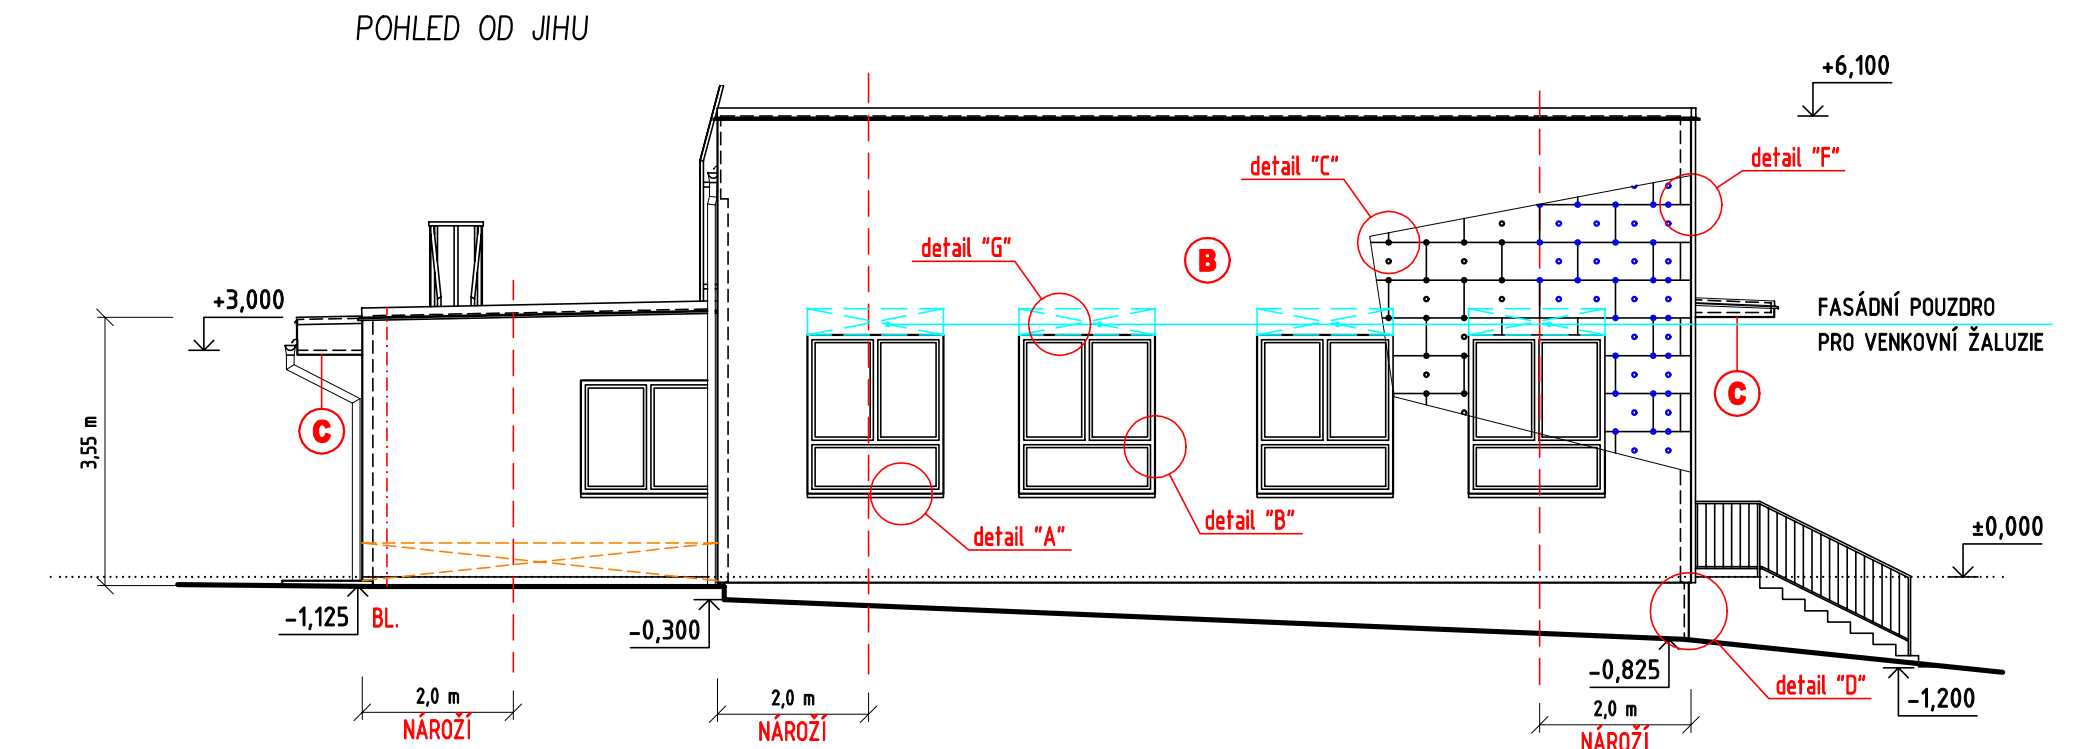 POHLED OD JIHU
+6,100
detail "C"
detail "F"
detail "G"
B
+3,000
FASÁDNÍ POUZDRO
PRO VENKOVNÍ ŽALUZIE
C
C
3,55 m
detail "B"
detail "A"
±0,000
-1,125
BL.
-0,300
-0,825
detail "D"
-1,200
2,0 m
NÁROŽÍ
2,0 m
NÁROŽÍ
2,0 m
NÁROŽÍ